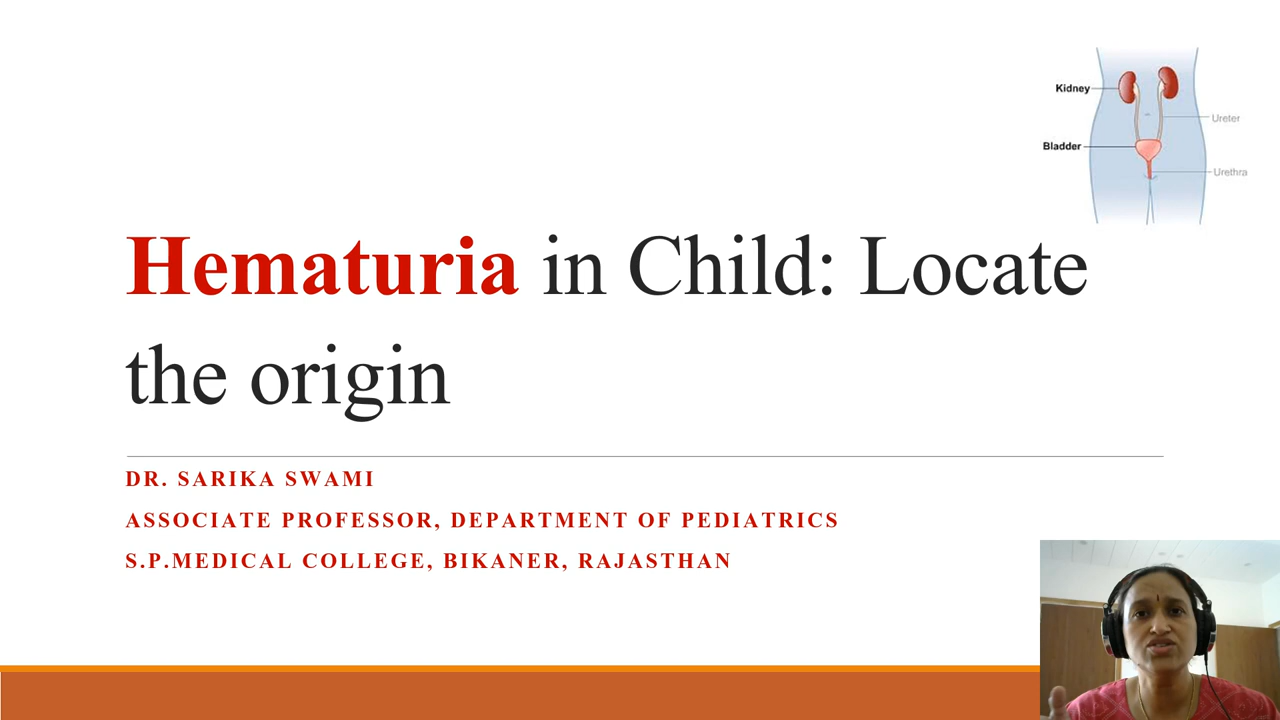 Kidney
Ureter
Bladder
Urethra
Hematuria in Child: Locate
the origin
DR. SARIKA SWAMI
ASSOCIATE PROFESSOR, DEPARTMENT OF PEDIATRICS
S.P.MEDICAL COLLEGE, BIKANER, RAJASTHAN